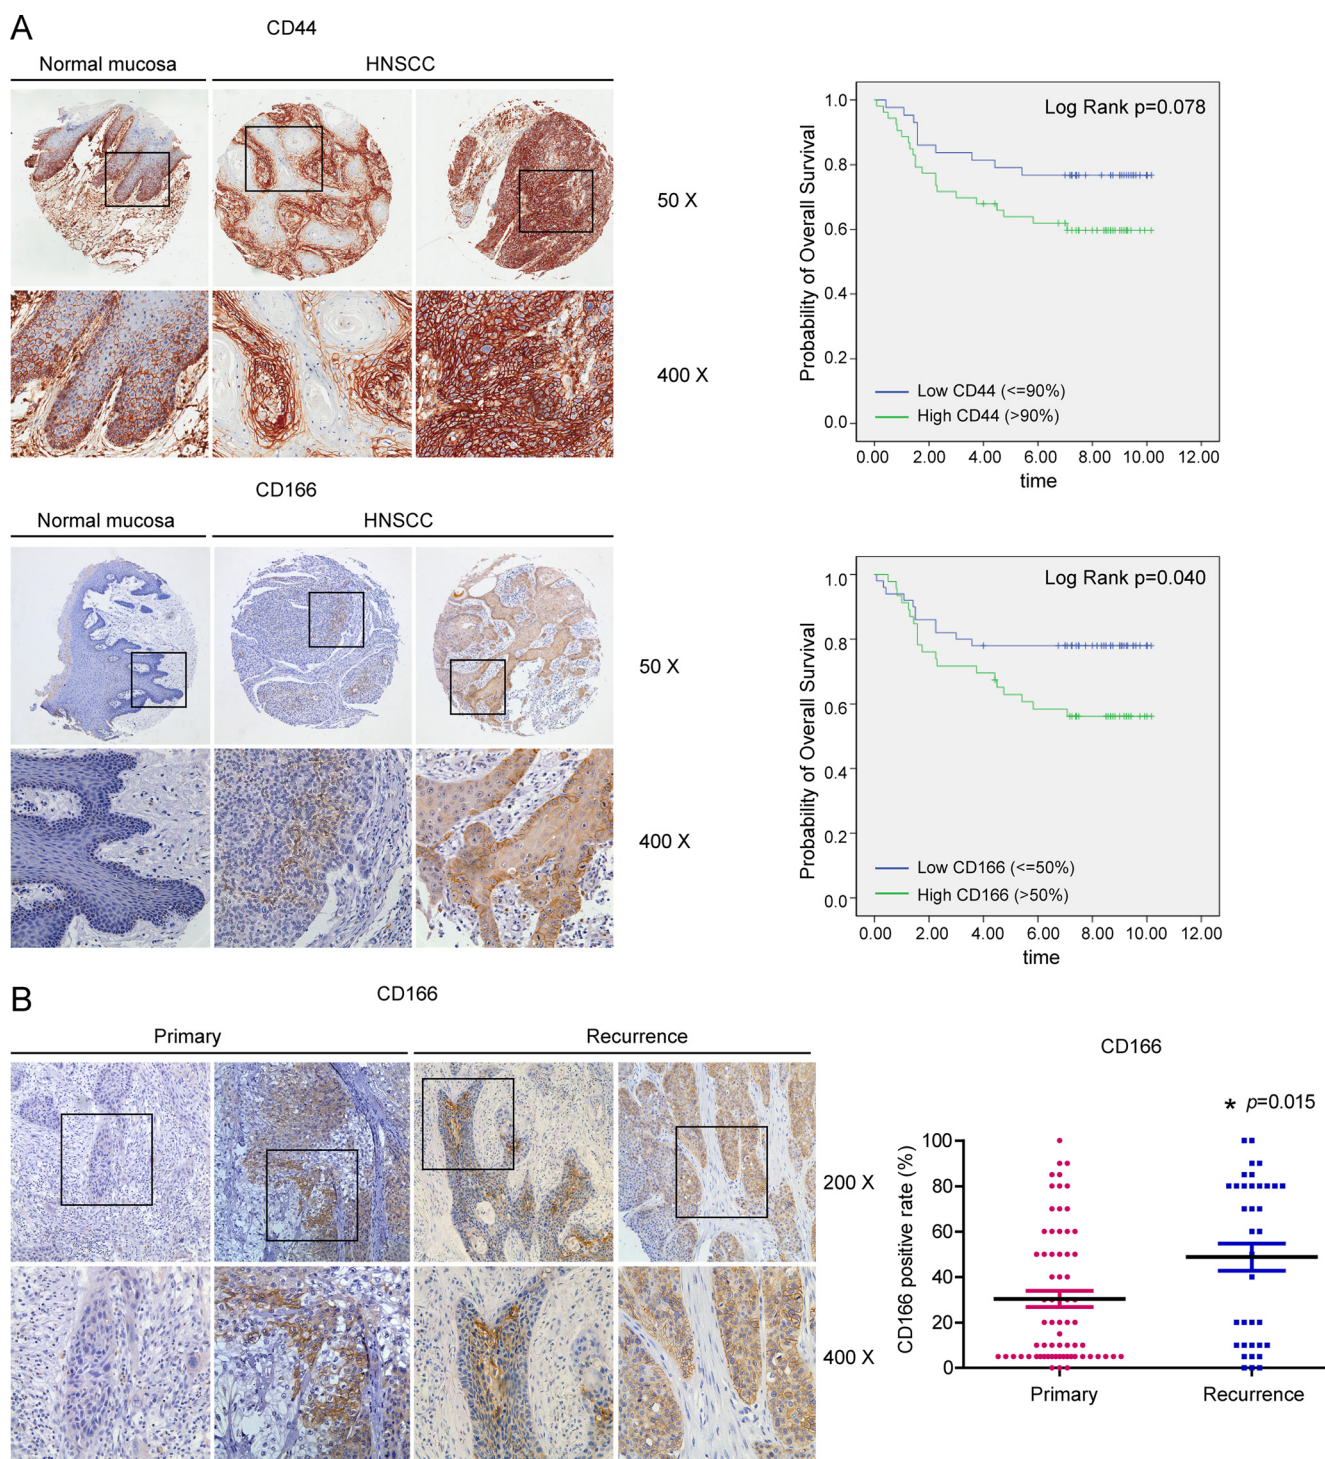 A
CD44
Normal mucosa
HNSCC
50 X
400 X
Log Rank p=0.078
Probability of Overall Survival
1.0
0.8
0.6
0.4
0.2
0.0
Low CD44 (<=90%)
High CD44 (>90%)
0.00 2.00 4.00 6.00 8.00 10.00 12.00
time
CD166
Normal mucosa
HNSCC
50 X
400 X
Log Rank p=0.040
Probability of Overall Survival
1.0
0.8
0.6
0.4
0.2
0.0
Low CD166 (<=50%)
High CD166 (>50%)
0.00 2.00 4.00 6.00 8.00 10.00 12.00
time
B
CD166
Primary
Recurrence
200 X
400 X
CD166
* p=0.015
CD166 positive rate (%)
100
80
60
40
20
0
Primary
Recurrence